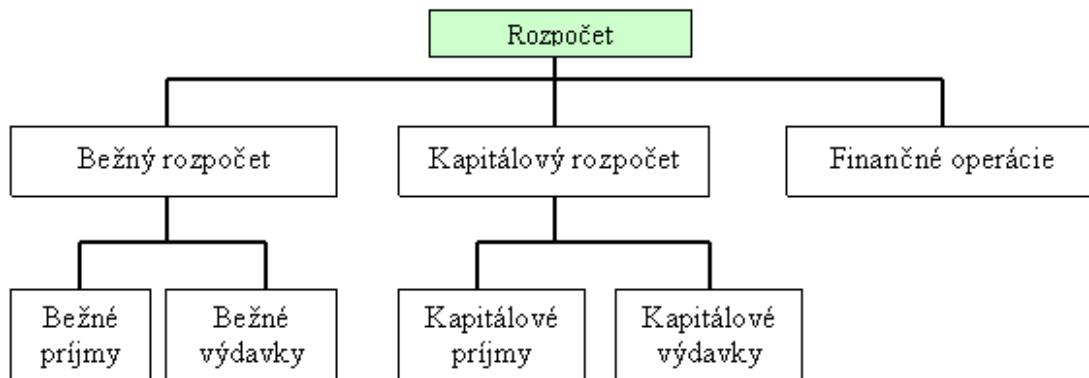 Rozpočet
Bežný rozpočet
Kapitálový rozpočet
Finančné operácie
Bežné
príjmy
Bežné
výdavky
Kapitálové
príjmy
Kapitálové
výdavky